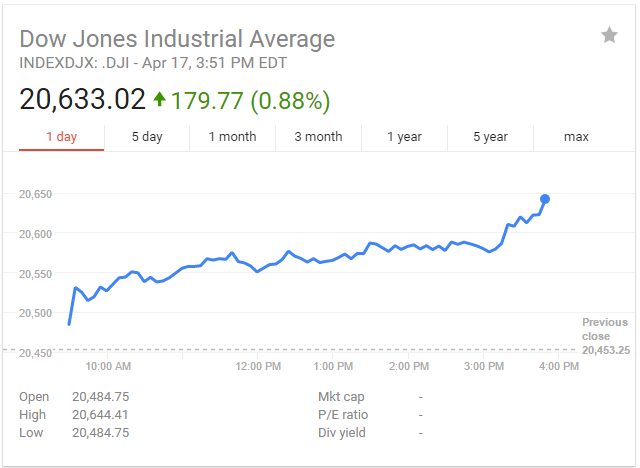 Dow Jones Industrial Average
INDEXDJX: .DJI - Apr 17, 3:51 PM EDT
20,633.02 179.77 (0.88%)
1 day 5 day 1 month 3 month 1 year 5 year max
20,650
20,600
20,550
20,500
Previous
close
20,450 20,453.25
10:00 AM 12:00 PM 1:00 PM 2:00 PM 3:00 PM 4:00 PM
Open 20,484.75 Mkt cap -
High 20,644.41 P/E ratio -
Low 20,484.75 Div yield -